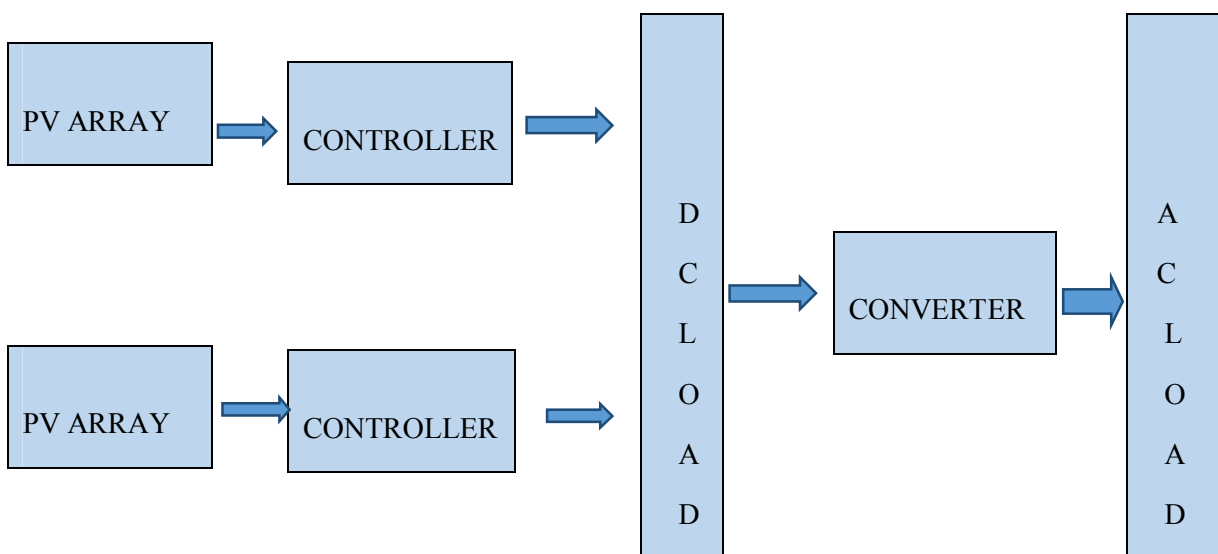 PV ARRAY
CONTROLLER
PV ARRAY
CONTROLLER
D
C
L
O
A
D
CONVERTER
A
C
L
O
A
D